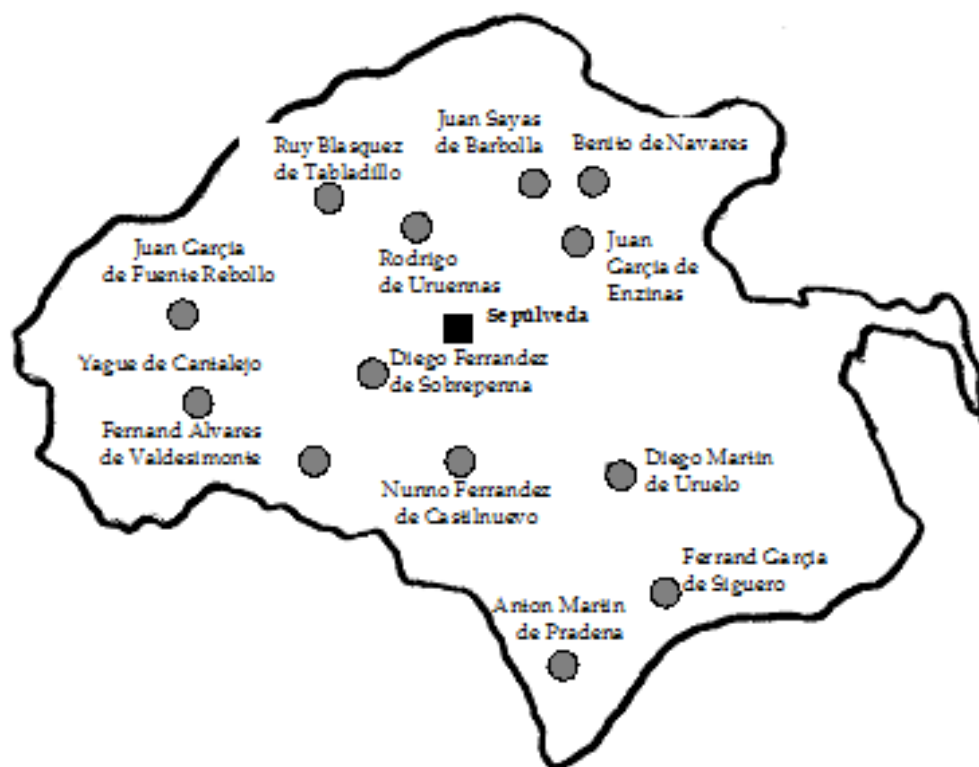 Juan Sayas
de Barbolla
Benito de Navares
Ruy Blasquez
de Tabladillo
Juan Garçia
de Fuente Rebollo
Rodrigo
de Uruennas
Juan
Garçia de
Enzinas
Sepúlveda
Yague de Cantalejo
Diego Ferrandez
de Sobrepenna
Fernand Alvares
de Valdesimonte
Nunno Ferrandez
de Castilnuevo
Diego Martin
de Uruelo
Ferrand Garçia
de Siguero
Anton Martin
de Pradena